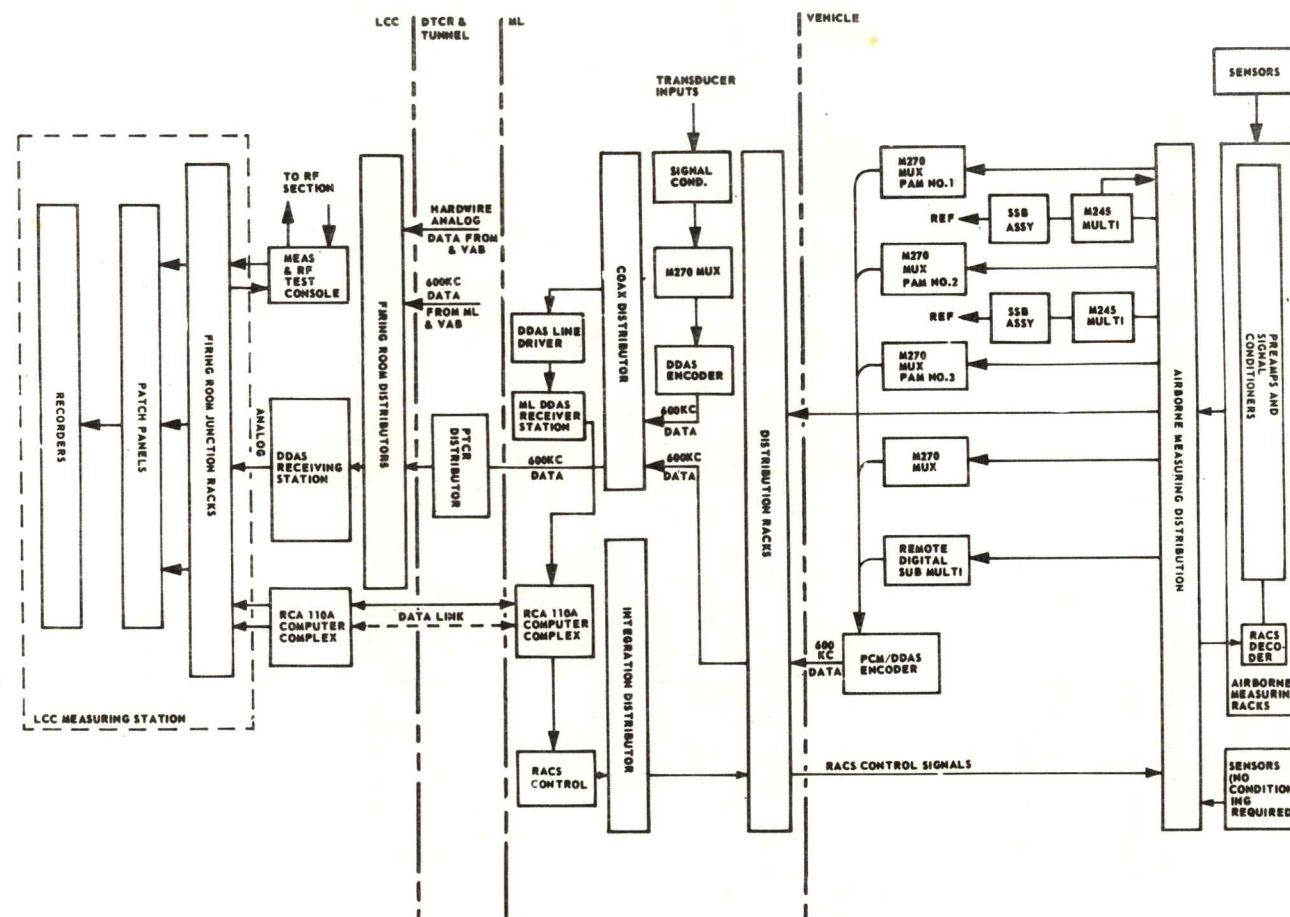 LCC
DTCR &
TUNNEL
ML
VEHICLE
TRANSDUCER
INPUTS
SENSORS
TO RF
SECTION
SIGNAL
COND.
M270
MUX
PAM NO.1
REF
SSB
ASSY
M245
MULTI
HARDWIRE
ANALOG
DATA FROM
& VAB
MEAS
& RF
TEST
CONSOLE
M270 MUX
M270
MUX
PAM NO.2
600KC
DATA
FROM ML
& VAB
REF
SSB
ASSY
M245
MULTI
DDAS LINE
DRIVER
DDAS
ENCODER
M270
MUX
PAM NO.3
RECORDERS
PATCH PANELS
FIRING ROOM JUNCTION RACKS
FIRING ROOM DISTRIBUTORS
COAX DISTRIBUTOR
DISTRIBUTION RACKS
AIRBORNE MEASURING DISTRIBUTION
PREAMPS AND
SIGNAL
CONDITIONERS
ML DDAS
RECEIVER
STATION
600KC
DATA
ANALOG
DDAS
RECEIVING
STATION
PTCR
DISTRIBUTOR
600KC
DATA
600KC
DATA
M270
MUX
REMOTE
DIGITAL
SUB MULTI
RCA 110A
COMPUTER
COMPLEX
DATA LINK
RCA 110A
COMPUTER
COMPLEX
INTEGRATION DISTRIBUTOR
600
KC
DATA
PCM/DDAS
ENCODER
RACS
DECO-
DER
AIRBORNE
MEASURIN
RACKS
LCC MEASURING STATION
RACS
CONTROL
RACS CONTROL SIGNALS
SENSORS
(NO
CONDITION
ING
REQUIRED